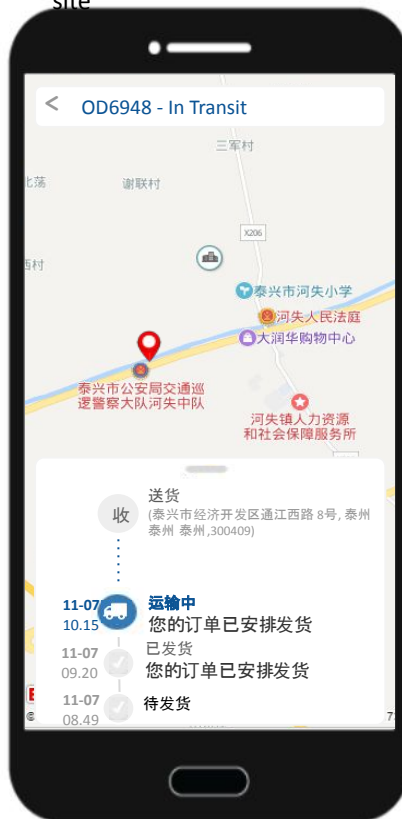 site
< OD6948 - In Transit
三军村
北荡
谢联村
X206
西村
泰兴市河失小学
河失人民法庭
大润华购物中心
泰兴市公安局交通巡
逻警察大队河失中队
河失镇人力资源
和社会保障服务所
收
送货
(泰兴市经济开发区通江西路 8号, 泰州
泰州 泰州,300409)
11-07
10.15
运输中
您的订单已安排发货
11-07
09.20
已发货
您的订单已安排发货
11-07
08.49
待发货